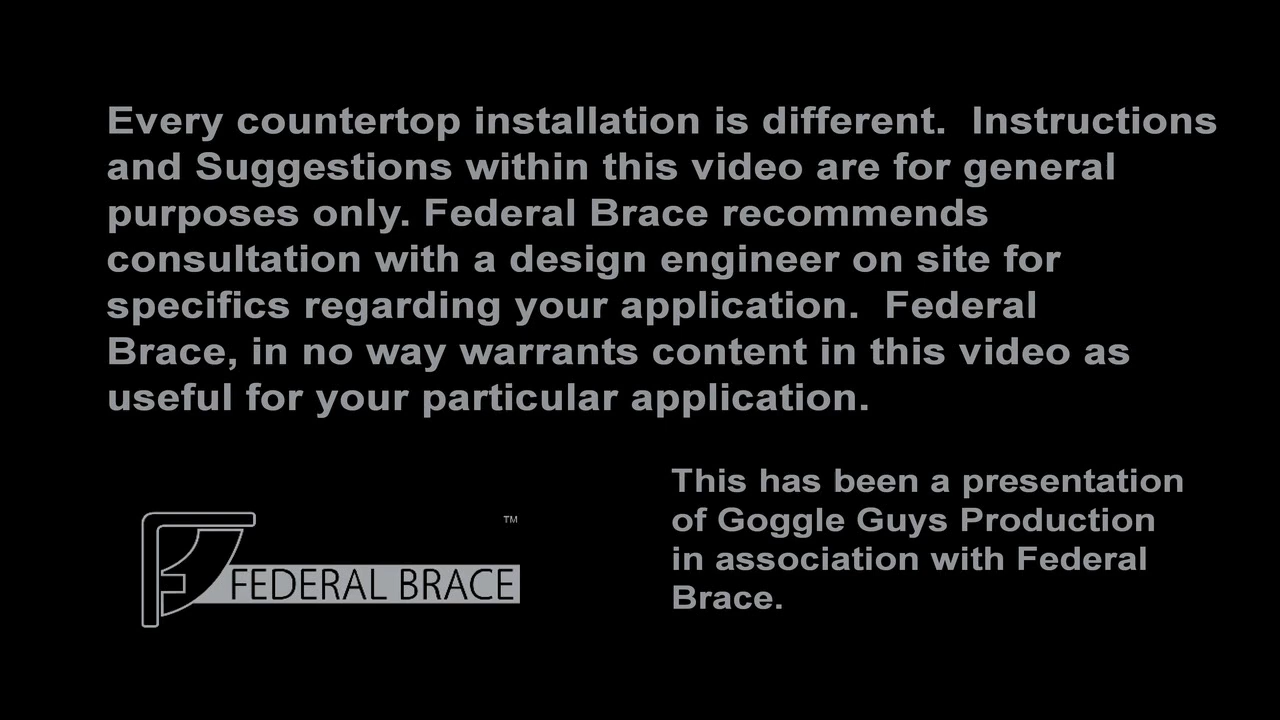 Every countertop installation is different.  Instructions
and Suggestions within this video are for general
purposes only. Federal Brace recommends
consultation with a design engineer on site for
specifics regarding your application.  Federal
Brace, in no way warrants content in this video as
useful for your particular application.
This has been a presentation
of Goggle Guys Production
in association with Federal
Brace.
TM
FEDERAL BRACE